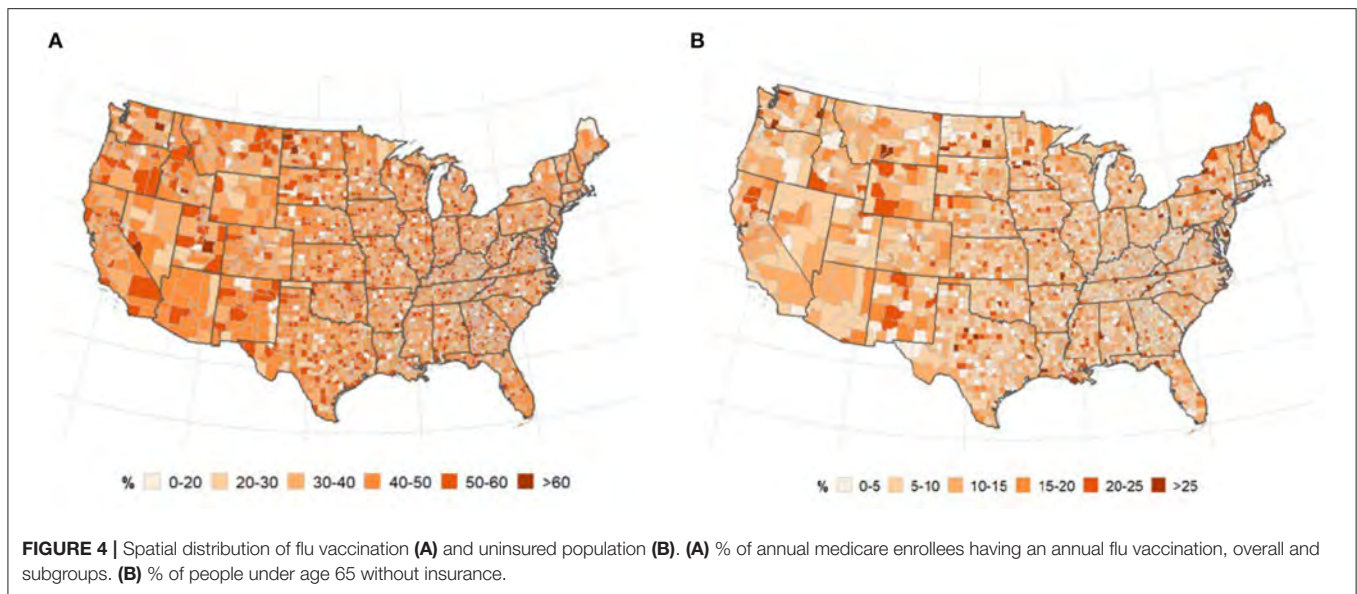 A
B
% 0-20 20-30 30-40 40-50 50-60 >60
% 0-5 5-10 10-15 15-20 20-25 >25
FIGURE 4 | Spatial distribution of flu vaccination (A) and uninsured population (B). (A) % of annual medicare enrollees having an annual flu vaccination, overall and
subgroups. (B) % of people under age 65 without insurance.